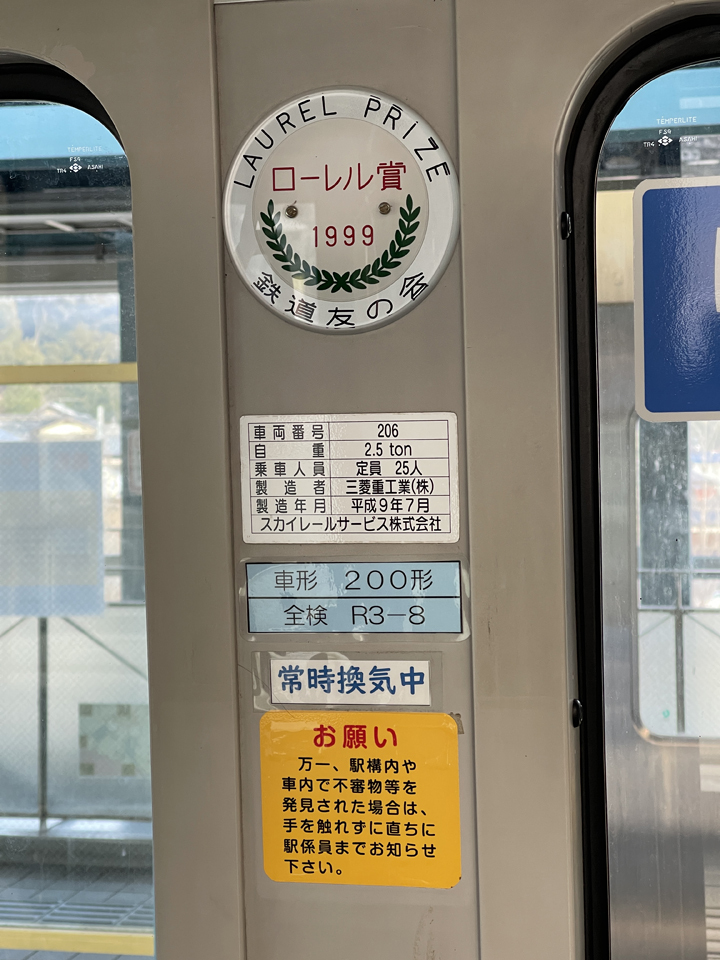 LAUREL PRIZE
ローレル賞
1999
鉄道友の会
TEMPERLITE
FSG
TR4 ASAHI
TEMPERLITE
FSG
TR4 ASAHI
車両番号 206
自重 2.5 ton
乗車人員 定員 25人
製造者 三菱重工業(株)
製造年月 平成9年7月
スカイレールサービス株式会社
車形 200形
全検 R3-8
常時換気中
お願い
万一、駅構内や
車内で不審物等を
発見された場合は、
手を触れずに直ちに
駅係員までお知らせ
下さい。